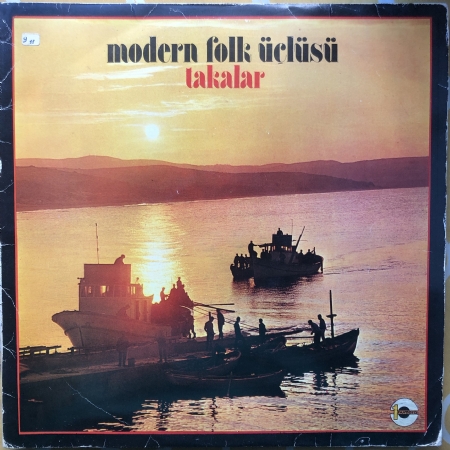 modern folk üçlüsü
takalar